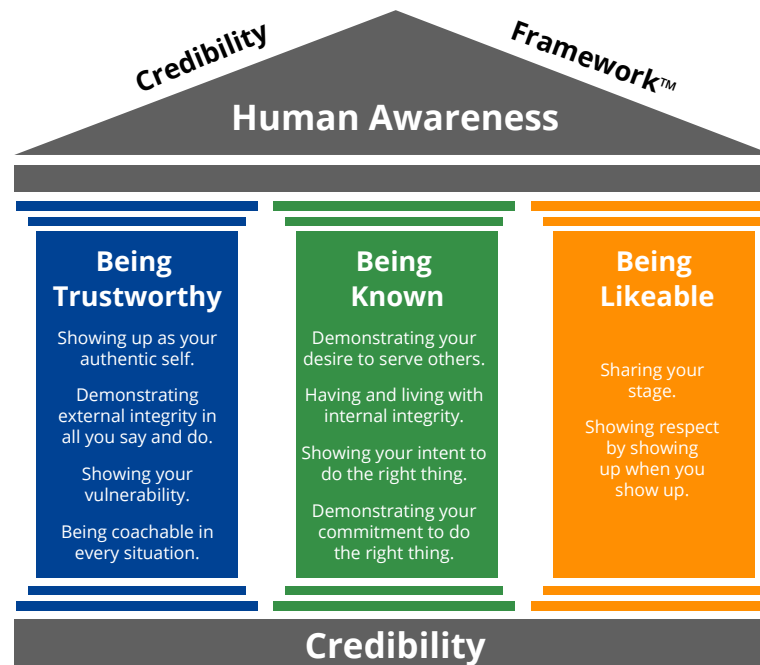 Credibility
Framework™
Human Awareness
Being
Trustworthy
Showing up as your
authentic self.
Demonstrating
external integrity in
all you say and do.
Showing your
vulnerability.
Being coachable in
every situation.
Being
Known
Demonstrating your
desire to serve others.
Having and living with
internal integrity.
Showing your intent to
do the right thing.
Demonstrating your
commitment to do
the right thing.
Being
Likeable
Sharing your
stage.
Showing respect
by showing
up when you
show up.
Credibility